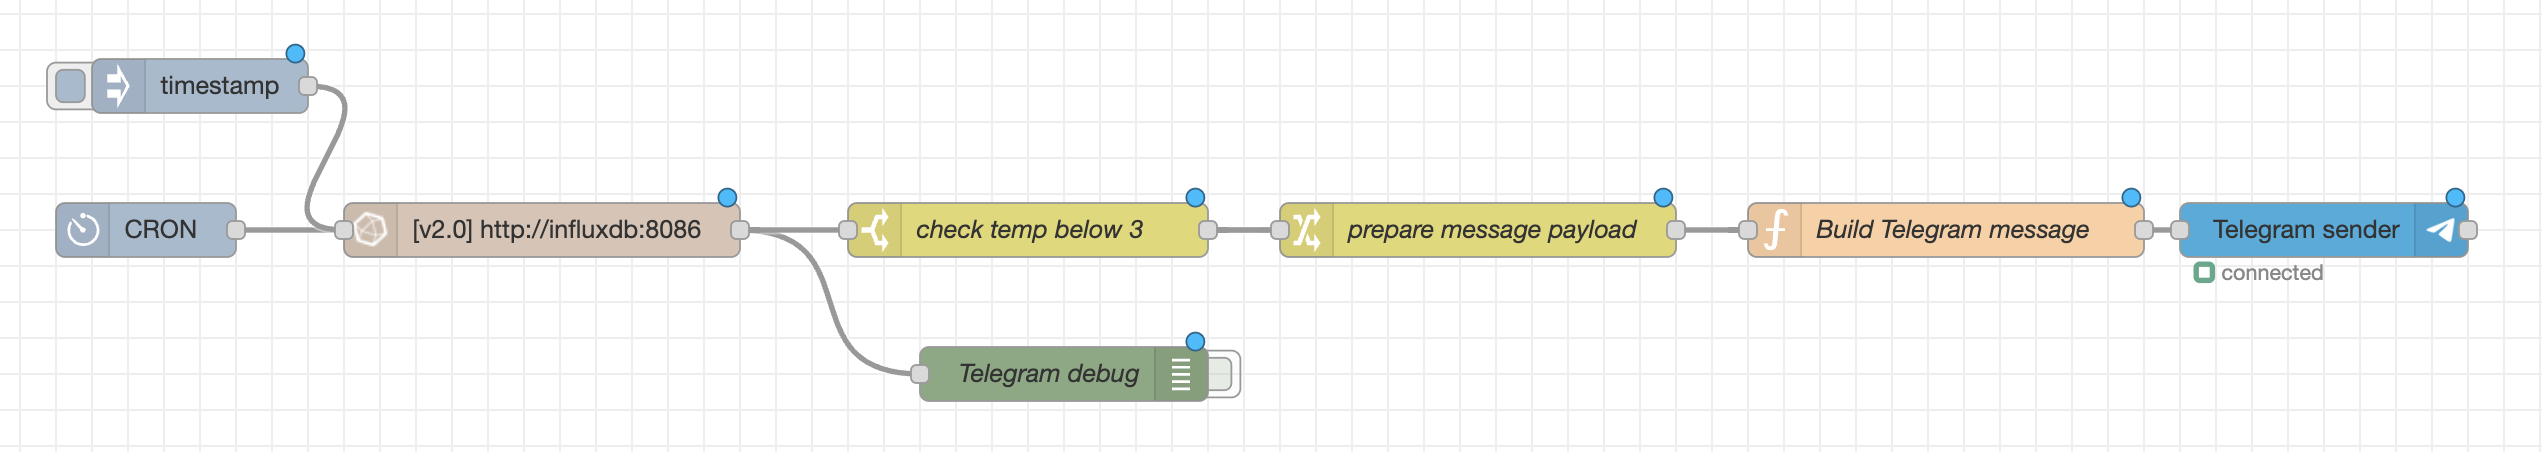 timestamp
CRON
[v2.0] http://influxdb:8086
check temp below 3
prepare message payload
Build Telegram message
Telegram sender
connected
Telegram debug